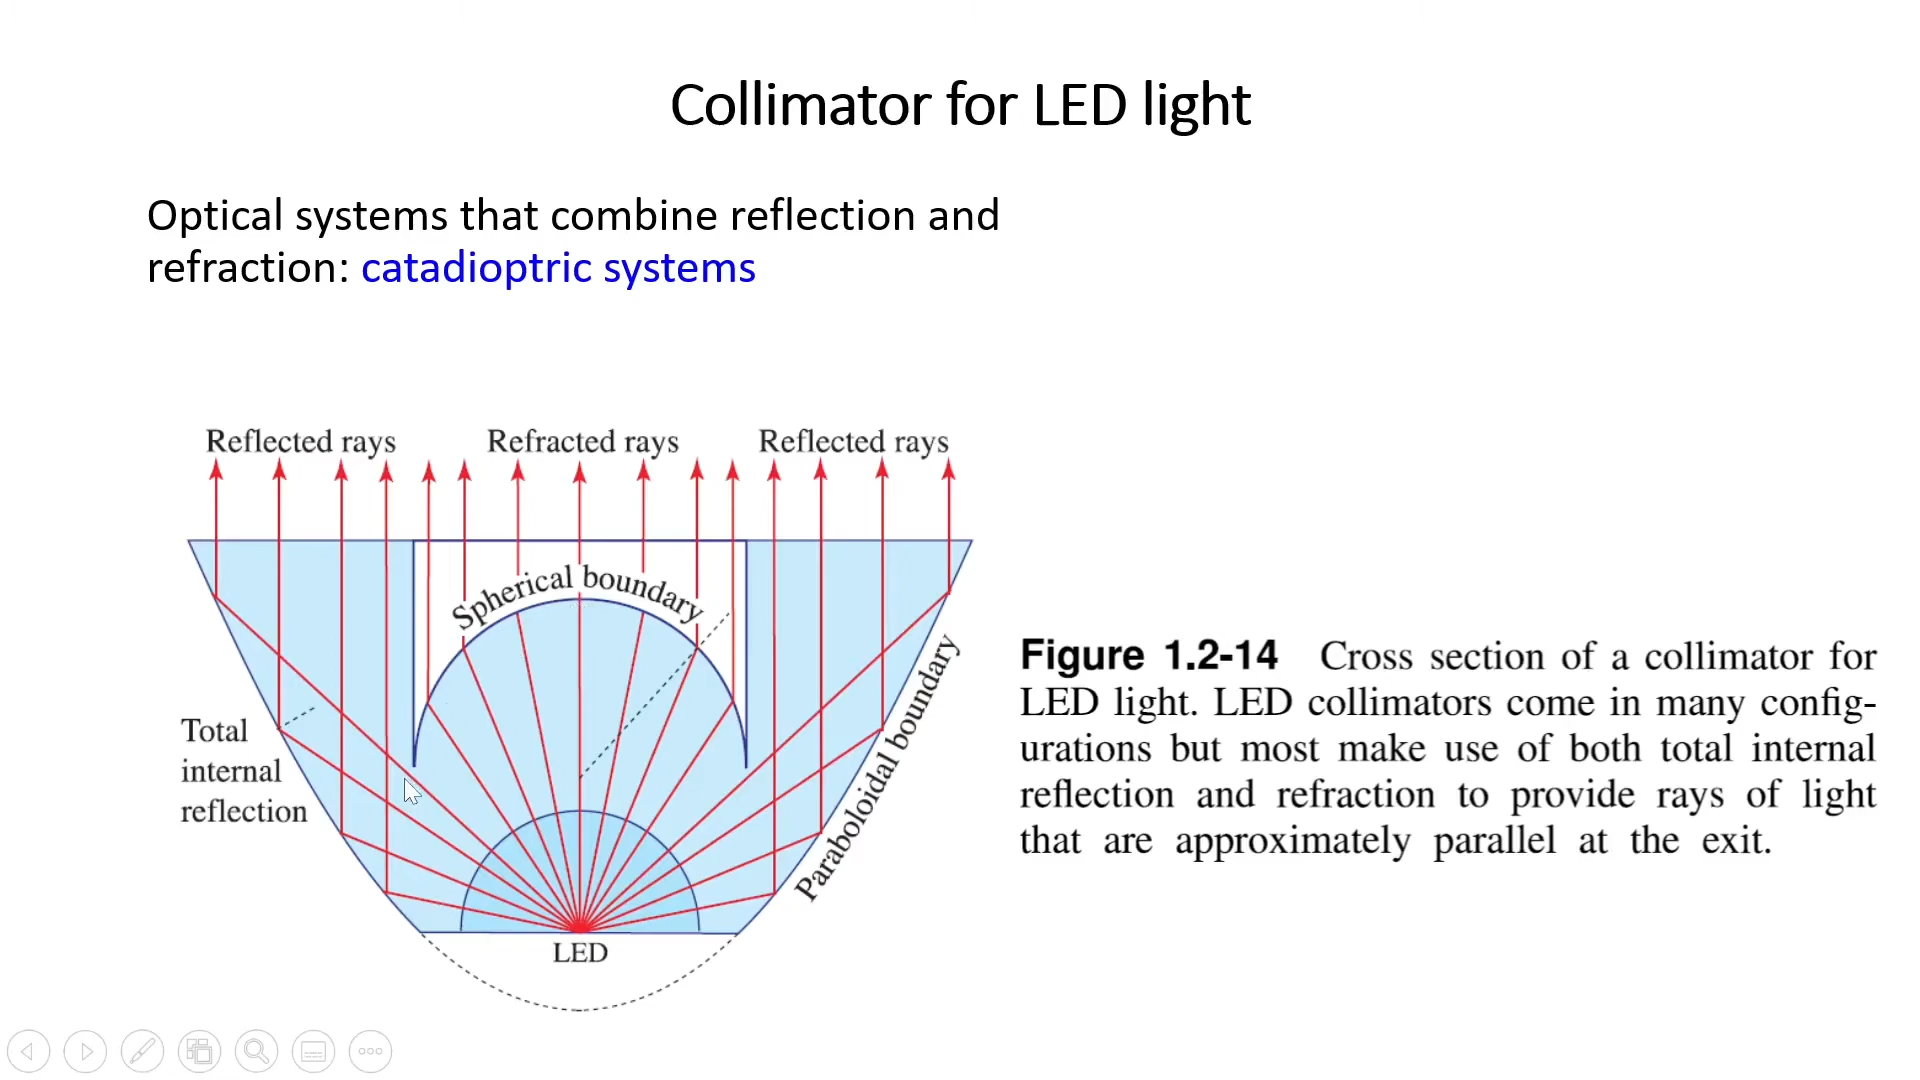 Collimator for LED light
Optical systems that combine reflection and
refraction: catadioptric systems
Reflected rays
Refracted rays
Reflected rays
Spherical boundary
Total
internal
reflection
Paraboloidal boundary
LED
Figure 1.2-14 Cross section of a collimator for
LED light. LED collimators come in many config-
urations but most make use of both total internal
reflection and refraction to provide rays of light
that are approximately parallel at the exit.